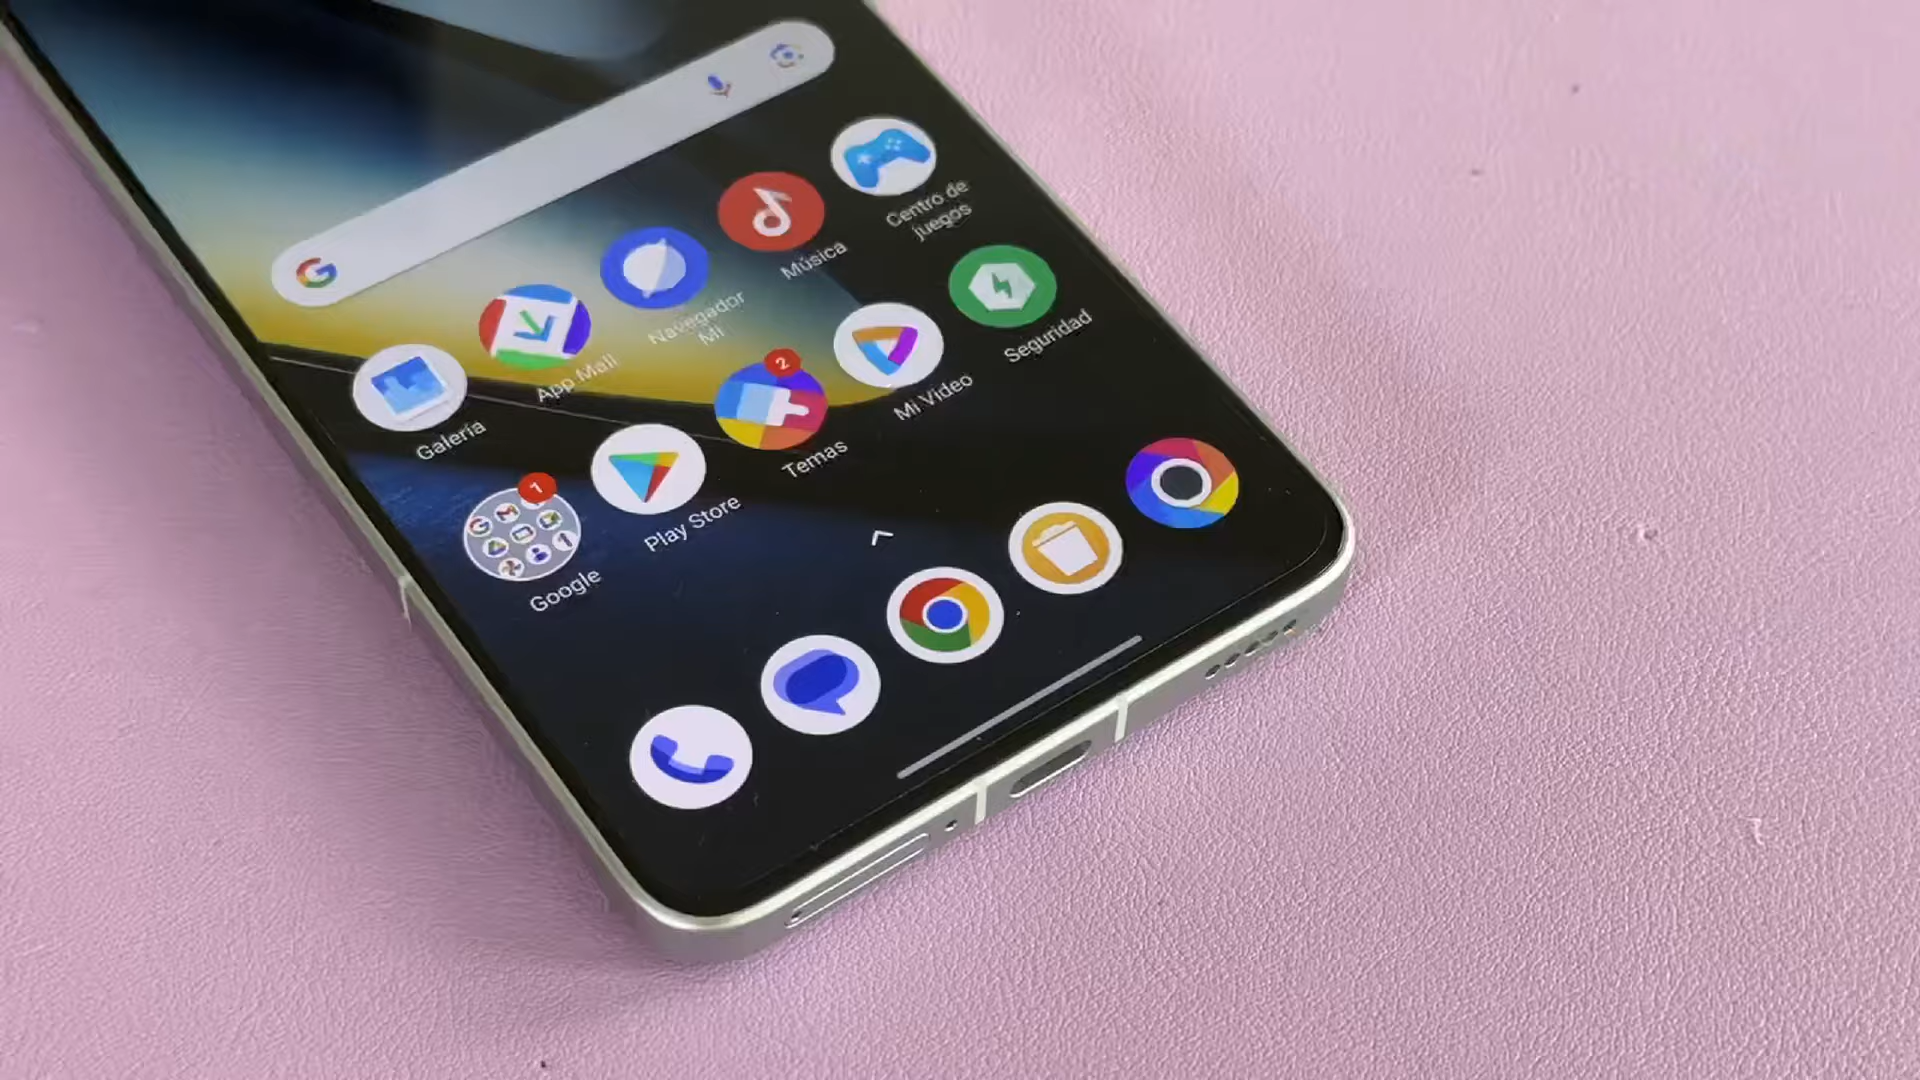 Galería
App Mall
Navegador
Mi
Música
Centro de
juegos
1
Google
Play Store
2
Temas
Mi Video
Seguridad